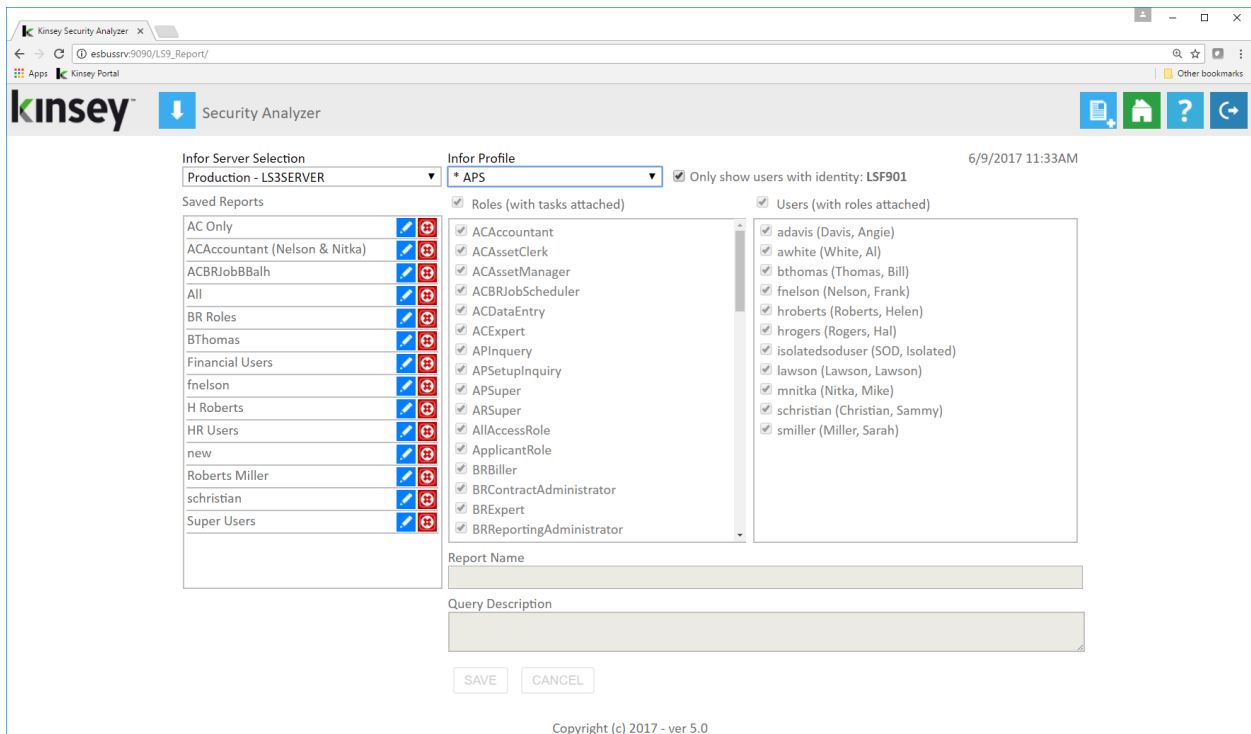 Kinsey Security Analyzer
esbussrv:9090/LS9_Report/
Apps Kinsey Portal Other bookmarks
kinsey Security Analyzer
Infor Server Selection
Production - LS3SERVER
Infor Profile
* APS
Only show users with identity: LSF901
6/9/2017 11:33AM
Saved Reports
AC Only
ACAccountant (Nelson & Nitka)
ACBRJobBBalh
All
BR Roles
BThomas
Financial Users
fnelson
H Roberts
HR Users
new
Roberts Miller
schristian
Super Users
Roles (with tasks attached)
ACAccountant
ACAssetClerk
ACAssetManager
ACBRJobScheduler
ACDataEntry
ACExpert
APInquery
APSetupInquiry
APSuper
ARSuper
AllAccessRole
ApplicantRole
BRBiller
BRContractAdministrator
BRExpert
BRReportingAdministrator
Users (with roles attached)
adavis (Davis, Angie)
awhite (White, Al)
bthomas (Thomas, Bill)
fnelson (Nelson, Frank)
hroberts (Roberts, Helen)
hrogers (Rogers, Hal)
isolatedsoduser (SOD, Isolated)
lawson (Lawson, Lawson)
mnitka (Nitka, Mike)
schristian (Christian, Sammy)
smiller (Miller, Sarah)
Report Name
Query Description
SAVE CANCEL
Copyright (c) 2017 - ver 5.0